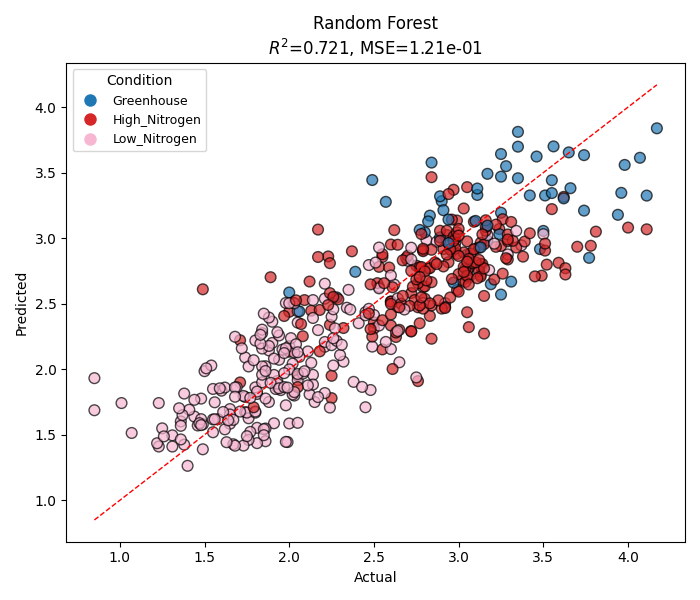 Random Forest
R²=0.721, MSE=1.21e-01
Condition
Greenhouse
High_Nitrogen
Low_Nitrogen
4.0
3.5
3.0
2.5
2.0
1.5
1.0
Predicted
1.0 1.5 2.0 2.5 3.0 3.5 4.0
Actual